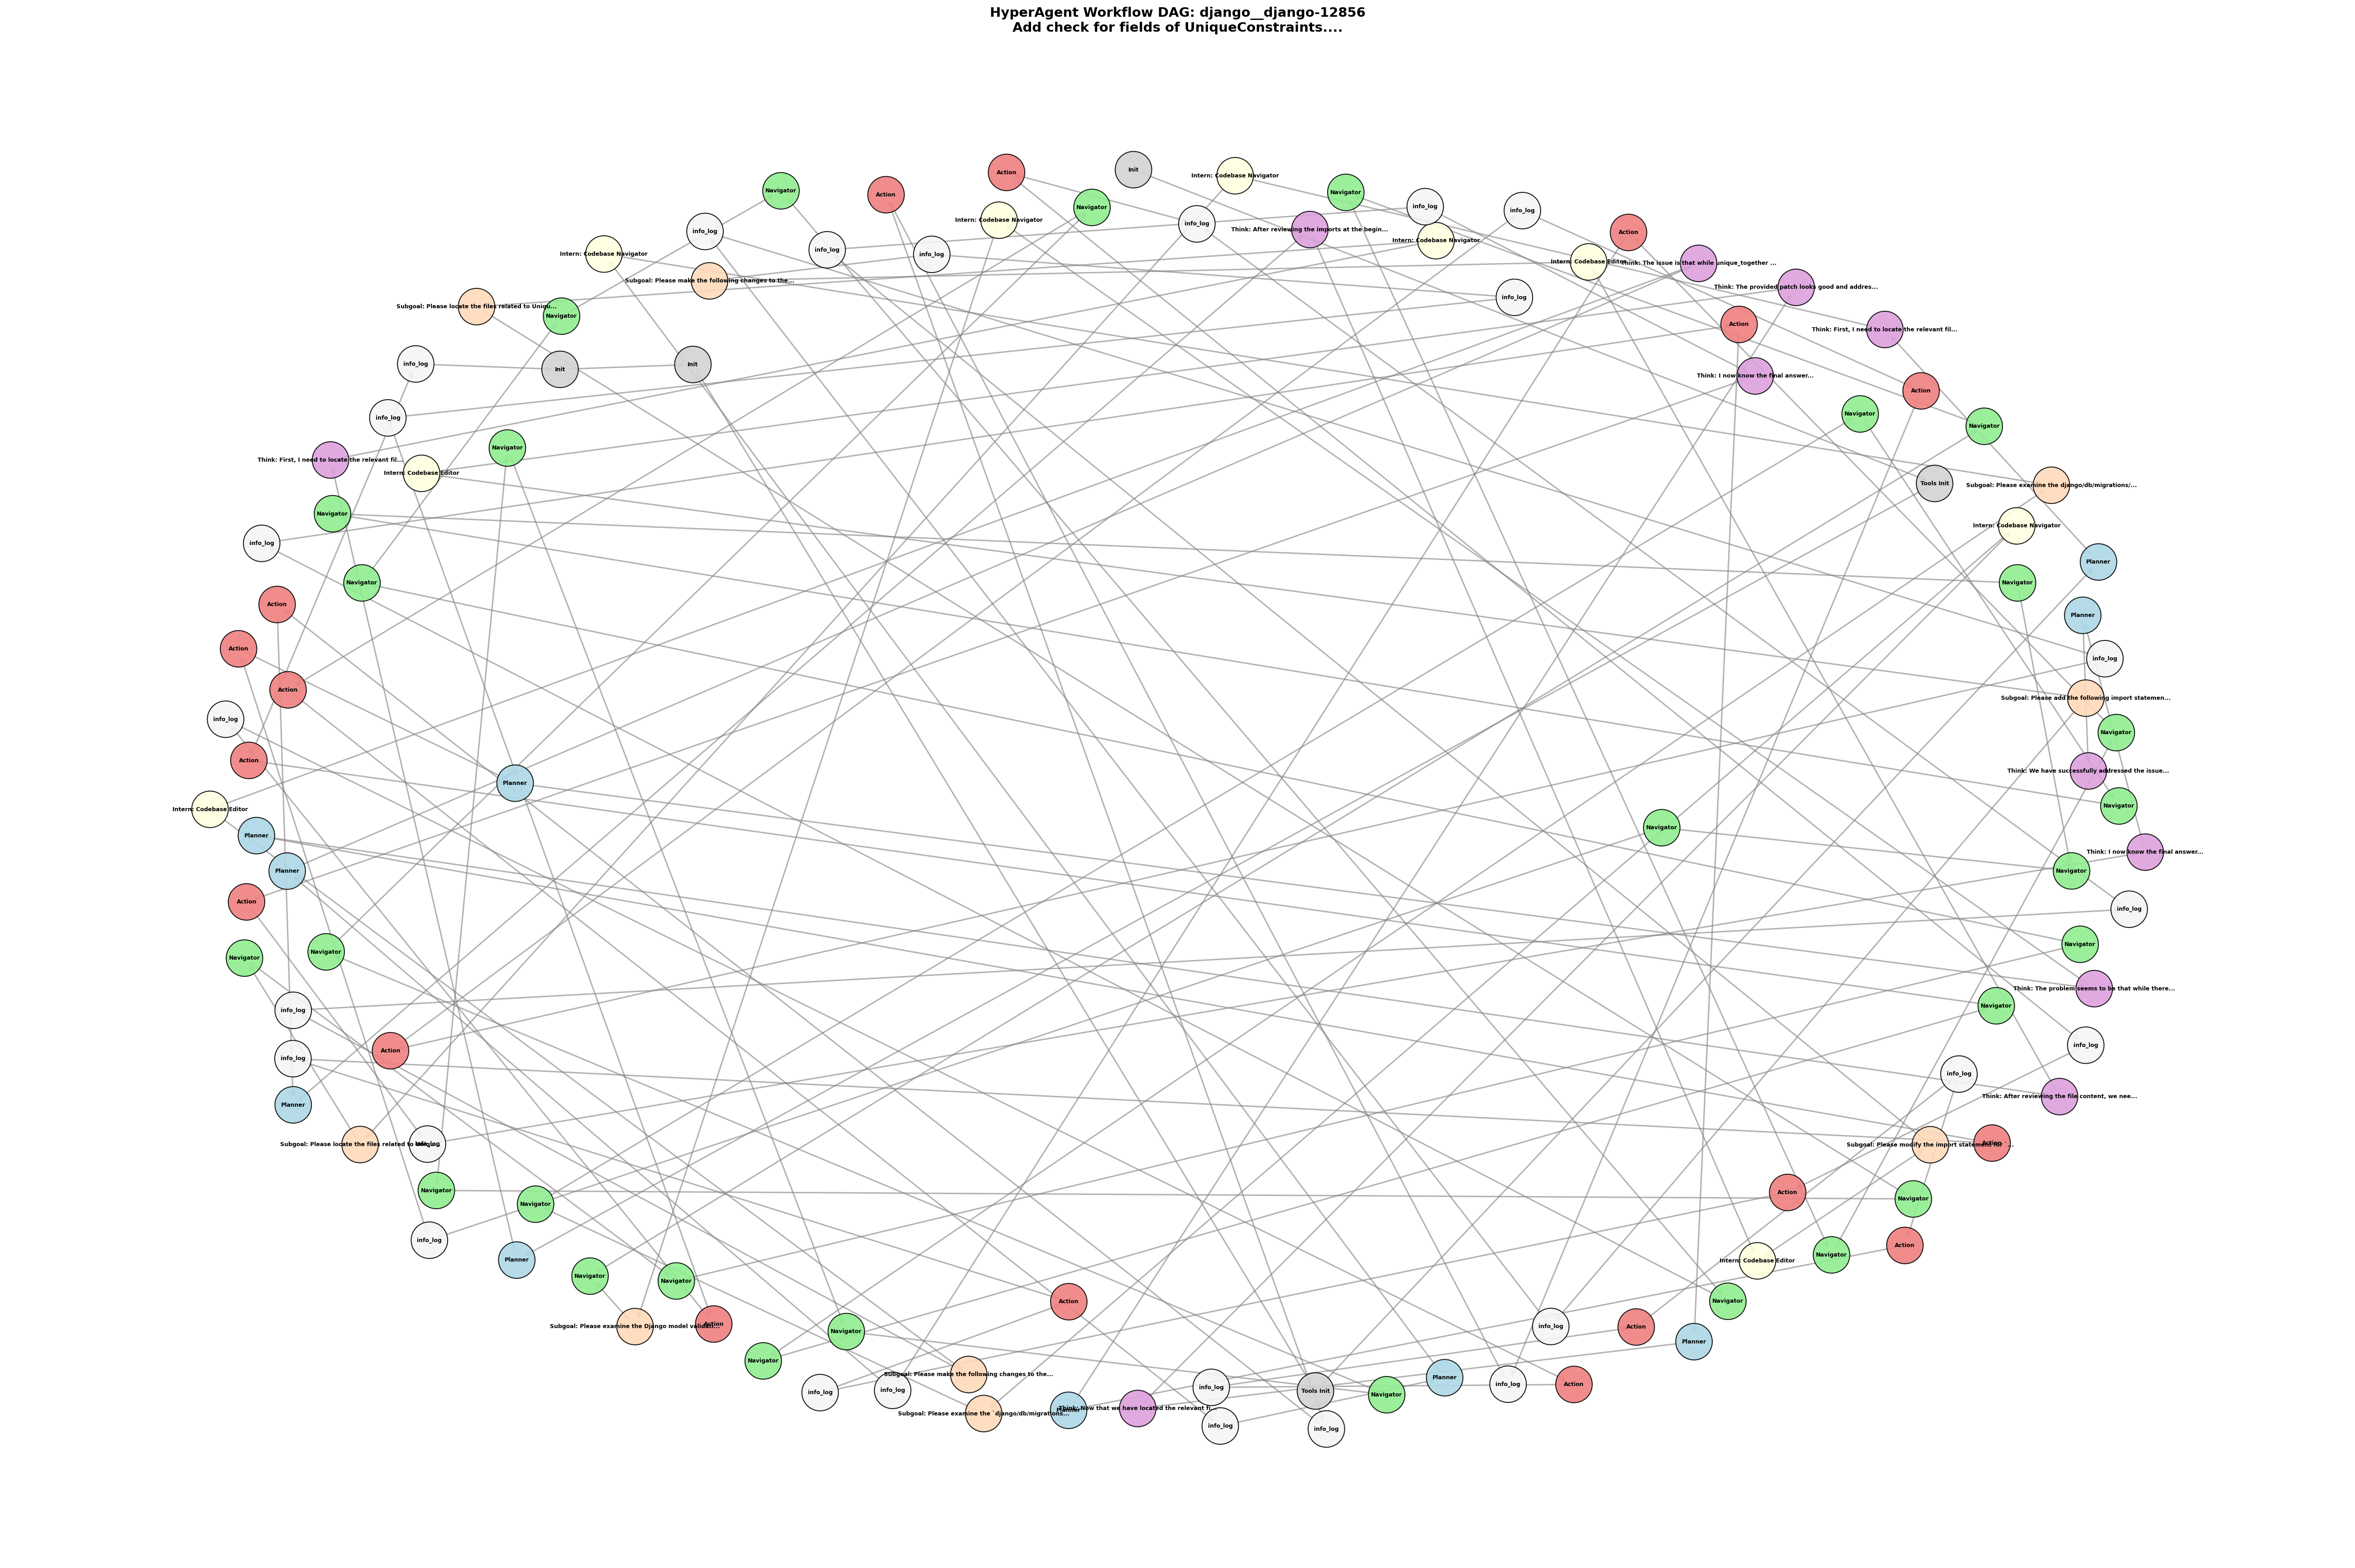 HyperAgent Workflow DAG: django__django-12856
Add check for fields of UniqueConstraints....
Init
Action
Intern: Codebase Navigator
Navigator
Navigator
Action
Navigator
info_log
info_log
Intern: Codebase Navigator
info_log
Think: After reviewing the imports at the begin...
info_log
Action
Intern: Codebase Navigator
info_log
Intern: Codebase Navigator
info_log
Intern: Codebase Editor
Think: The issue is that while unique_together ...
Subgoal: Please make the following changes to the...
Think: The provided patch looks good and addres...
info_log
Subgoal: Please locate the files related to Uniqu...
Navigator
Action
Think: First, I need to locate the relevant fil...
info_log
Init
Init
Think: I now know the final answer...
Action
info_log
Navigator
Navigator
Navigator
Think: First, I need to locate the relevant fil...
Intern: Codebase Editor
Tools Init
Subgoal: Please examine the django/db/migrations/...
Navigator
Intern: Codebase Navigator
info_log
Planner
Navigator
Navigator
Action
Planner
Action
info_log
Action
Subgoal: Please add the following import statemen...
info_log
Navigator
Action
Think: We have successfully addressed the issue...
Planner
Navigator
Intern: Codebase Editor
Navigator
Planner
Think: I now know the final answer...
Planner
Navigator
Action
info_log
Navigator
Navigator
Navigator
Think: The problem seems to be that while there...
Navigator
info_log
info_log
Action
info_log
info_log
Think: After reviewing the file content, we nee...
Planner
Action
Subgoal: Please locate the files related to
info_log
Subgoal: Please modify the import statement for
Navigator
Action
Navigator
Navigator
info_log
Action
Navigator
Planner
Intern: Codebase Editor
Navigator
Navigator
Action
Navigator
Action
Subgoal: Please examine the Django model validati...
info_log
Action
Navigator
Planner
Navigator
Subgoal: Please make the following changes to the...
Planner
Action
info_log
info_log
info_log
info_log
Tools Init
Navigator
Subgoal: Please examine the `django/db/migrations...
Planner
Think: Now that we have located the relevant fi...
info_log
info_log